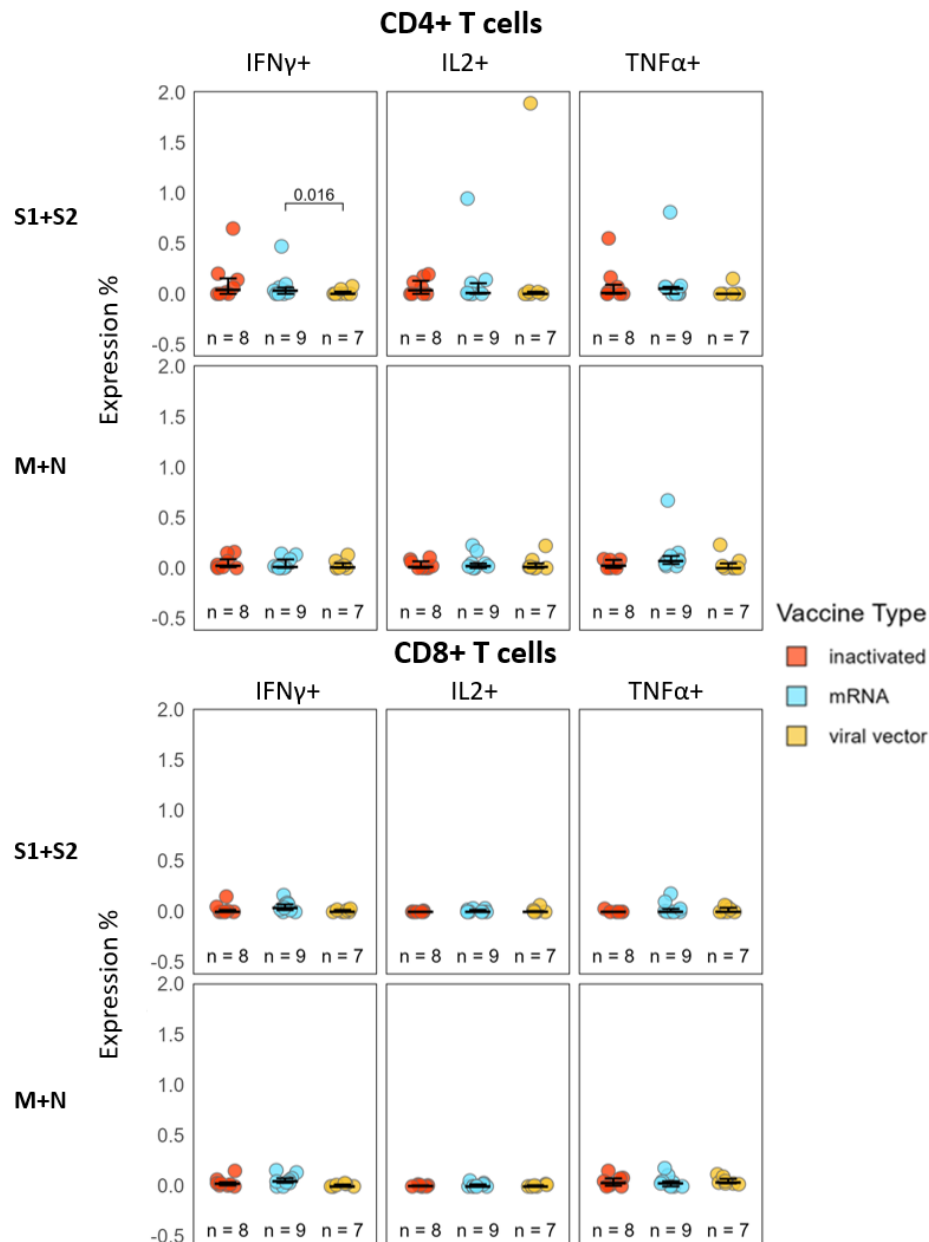 CD4+ T cells
IFNγ+ IL2+ TNFα+
S1+S2
Expression %
2.0
1.5
1.0
0.5
0.0
-0.5
0.016
n = 8 n = 9 n = 7 n = 8 n = 9 n = 7 n = 8 n = 9 n = 7
M+N
2.0
1.5
1.0
0.5
0.0
-0.5
n = 8 n = 9 n = 7 n = 8 n = 9 n = 7 n = 8 n = 9 n = 7
Vaccine Type
inactivated
mRNA
viral vector
CD8+ T cells
IFNγ+ IL2+ TNFα+
S1+S2
Expression %
2.0
1.5
1.0
0.5
0.0
-0.5
n = 8 n = 9 n = 7 n = 8 n = 9 n = 7 n = 8 n = 9 n = 7
M+N
2.0
1.5
1.0
0.5
0.0
-0.5
n = 8 n = 9 n = 7 n = 8 n = 9 n = 7 n = 8 n = 9 n = 7